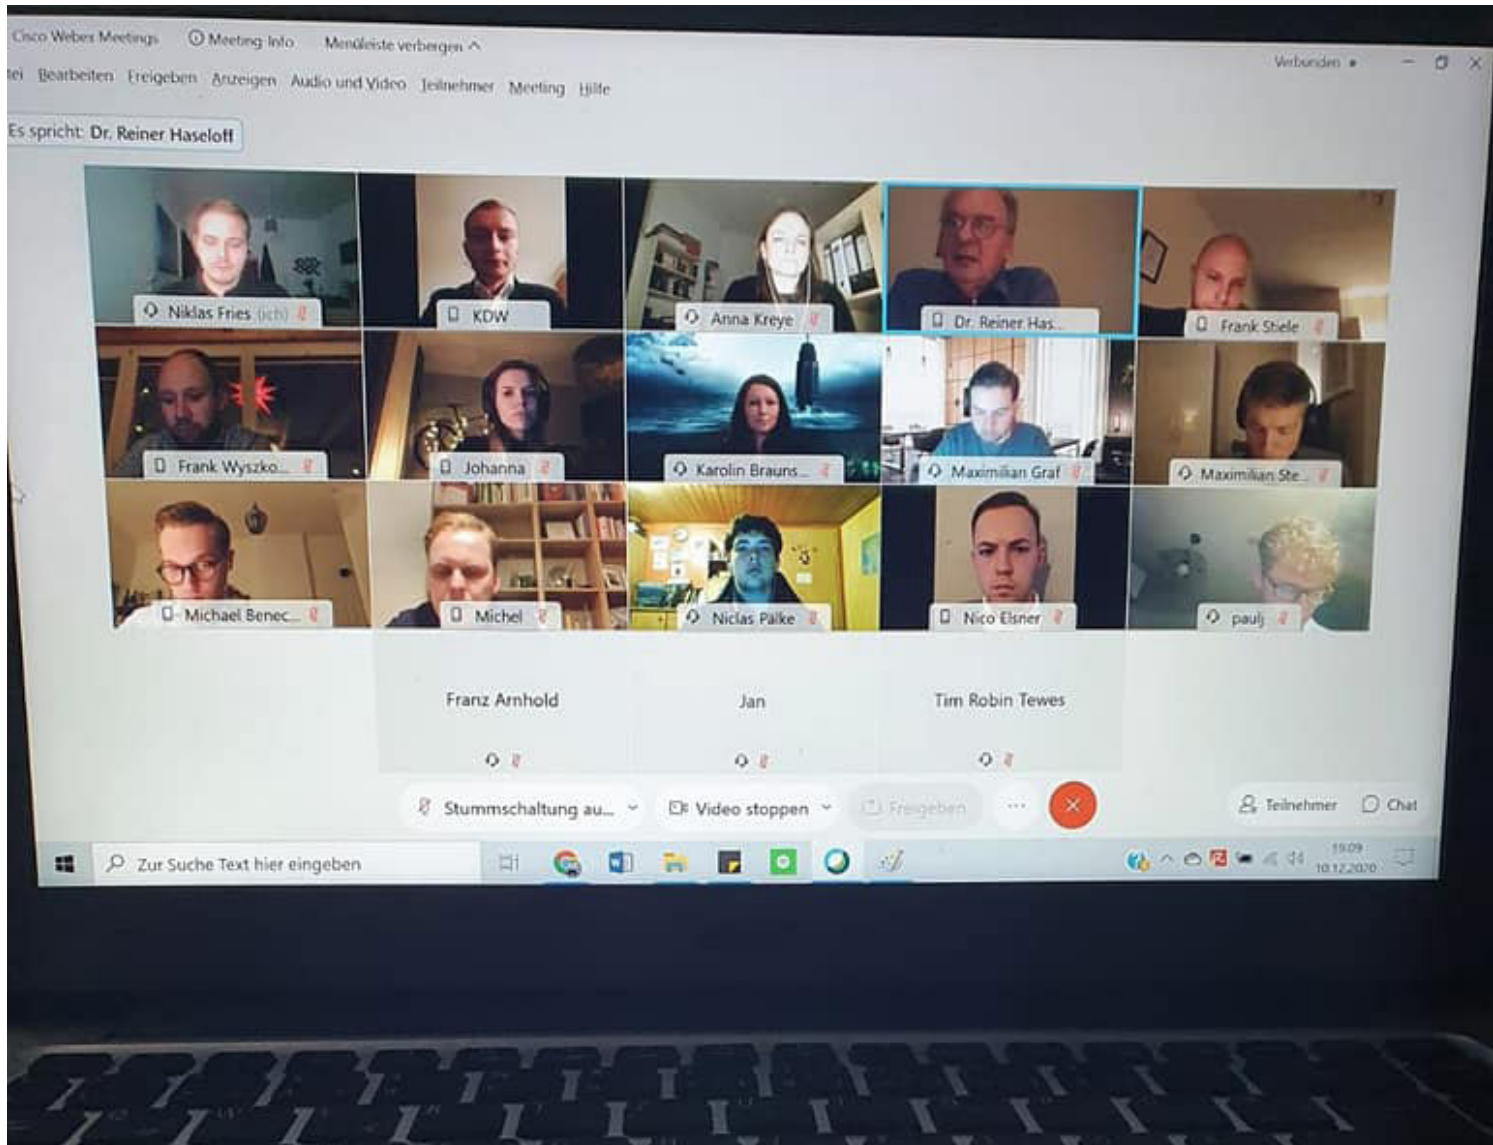 Cisco Webex Meetings Meeting-Info Menüleiste verbergen
tei Bearbeiten Freigeben Anzeigen Audio und Video Teilnehmer Meeting Hilfe
Verbunden
Es spricht: Dr. Reiner Haseloff
Niklas Fries (ich)
KDW
Anna Kreye
Dr. Reiner Has...
Frank Stiele
Frank Wyszko...
Johanna
Karolin Brauns...
Maximilian Graf
Maximilian Ste...
Michael Benec...
Michel
Niclas Pälke
Nico Elsner
paulj
Franz Arnhold
Jan
Tim Robin Tewes
Stummschaltung au... Video stoppen Freigeben
Teilnehmer Chat
Zur Suche Text hier eingeben
19:09
10.12.2020